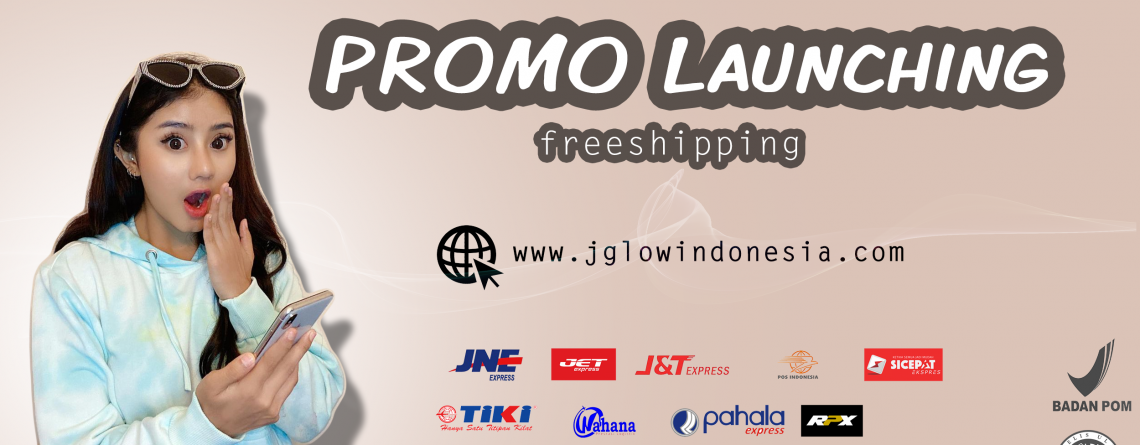 PROMO LAUNCHING
freeshipping
www.jglowindonesia.com
JNE
EXPRESS
JET
express
J&T EXPRESS
POS INDONESIA
SICEPAT
EKSPRES
TIKI
Hanya Satu Titipan Kilat
Wahana
pahala
express
RPX
BADAN POM